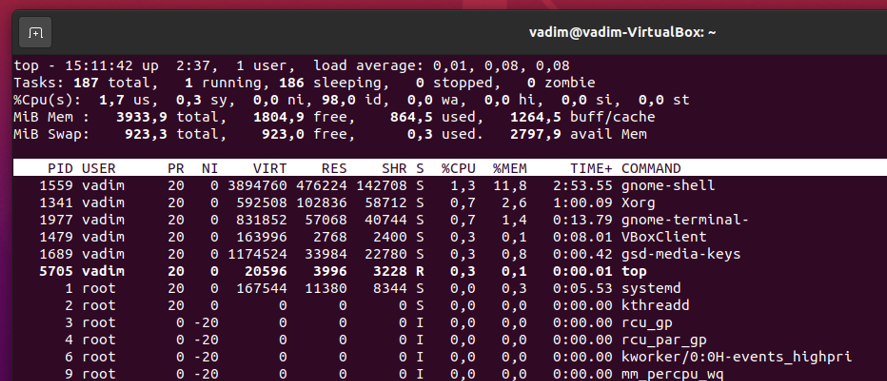 vadim@vadim-VirtualBox: ~
top - 15:11:42 up  2:37,  1 user,  load average: 0,01, 0,08, 0,08
Tasks: 187 total,   1 running, 186 sleeping,   0 stopped,   0 zombie
%Cpu(s):  1,7 us,  0,3 sy,  0,0 ni, 98,0 id,  0,0 wa,  0,0 hi,  0,0 si,  0,0 st
MiB Mem :   3933,9 total,   1804,9 free,    864,5 used,   1264,5 buff/cache
MiB Swap:    923,3 total,    923,0 free,      0,3 used.   2797,9 avail Mem
PID USER      PR  NI    VIRT    RES    SHR S  %CPU  %MEM     TIME+ COMMAND
1559 vadim     20   0 3894760 476224 142708 S   1,3  11,8   2:53.55 gnome-shell
1341 vadim     20   0  592508 102836  58712 S   0,7   2,6   1:00.09 Xorg
1977 vadim     20   0  831852  57068  40744 S   0,7   1,4   0:13.79 gnome-terminal-
1479 vadim     20   0  163996   2768   2400 S   0,3   0,1   0:08.01 VBoxClient
1689 vadim     20   0 1174524  33984  22780 S   0,3   0,8   0:00.42 gsd-media-keys
5705 vadim     20   0   20596   3996   3228 R   0,3   0,1   0:00.01 top
1 root      20   0  167544  11380   8344 S   0,0   0,3   0:05.53 systemd
2 root      20   0       0      0      0 S   0,0   0,0   0:00.00 kthreadd
3 root       0 -20       0      0      0 I   0,0   0,0   0:00.00 rcu_gp
4 root       0 -20       0      0      0 I   0,0   0,0   0:00.00 rcu_par_gp
6 root       0 -20       0      0      0 I   0,0   0,0   0:00.00 kworker/0:0H-events_highpri
9 root       0 -20       0      0      0 I   0,0   0,0   0:00.00 mm_percpu_wq